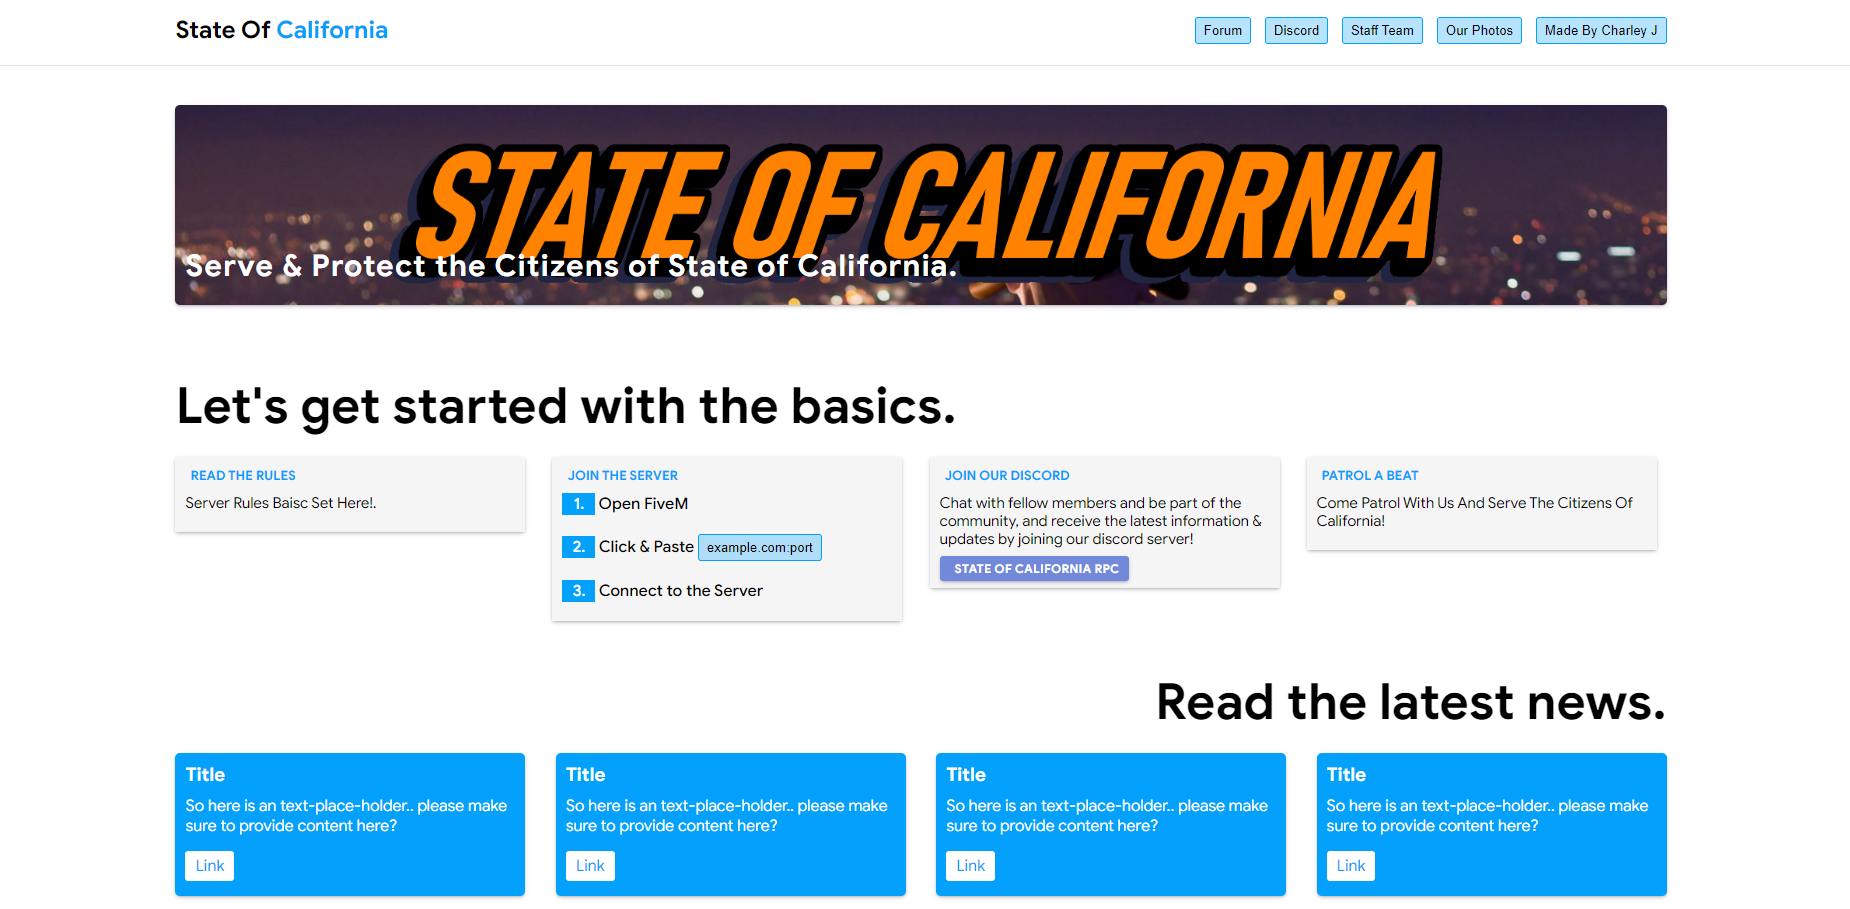 State Of California
Forum
Discord
Staff Team
Our Photos
Made By Charley J
STATE OF CALIFORNIA
Serve & Protect the Citizens of State of California.
Let's get started with the basics.
READ THE RULES
Server Rules Baisc Set Here!.
JOIN THE SERVER
1. Open FiveM
2. Click & Paste example.com:port
3. Connect to the Server
JOIN OUR DISCORD
Chat with fellow members and be part of the
community, and receive the latest information &
updates by joining our discord server!
STATE OF CALIFORNIA RPC
PATROL A BEAT
Come Patrol With Us And Serve The Citizens Of
California!
Read the latest news.
Title
So here is an text-place-holder.. please make
sure to provide content here?
Link
Title
So here is an text-place-holder.. please make
sure to provide content here?
Link
Title
So here is an text-place-holder.. please make
sure to provide content here?
Link
Title
So here is an text-place-holder.. please make
sure to provide content here?
Link